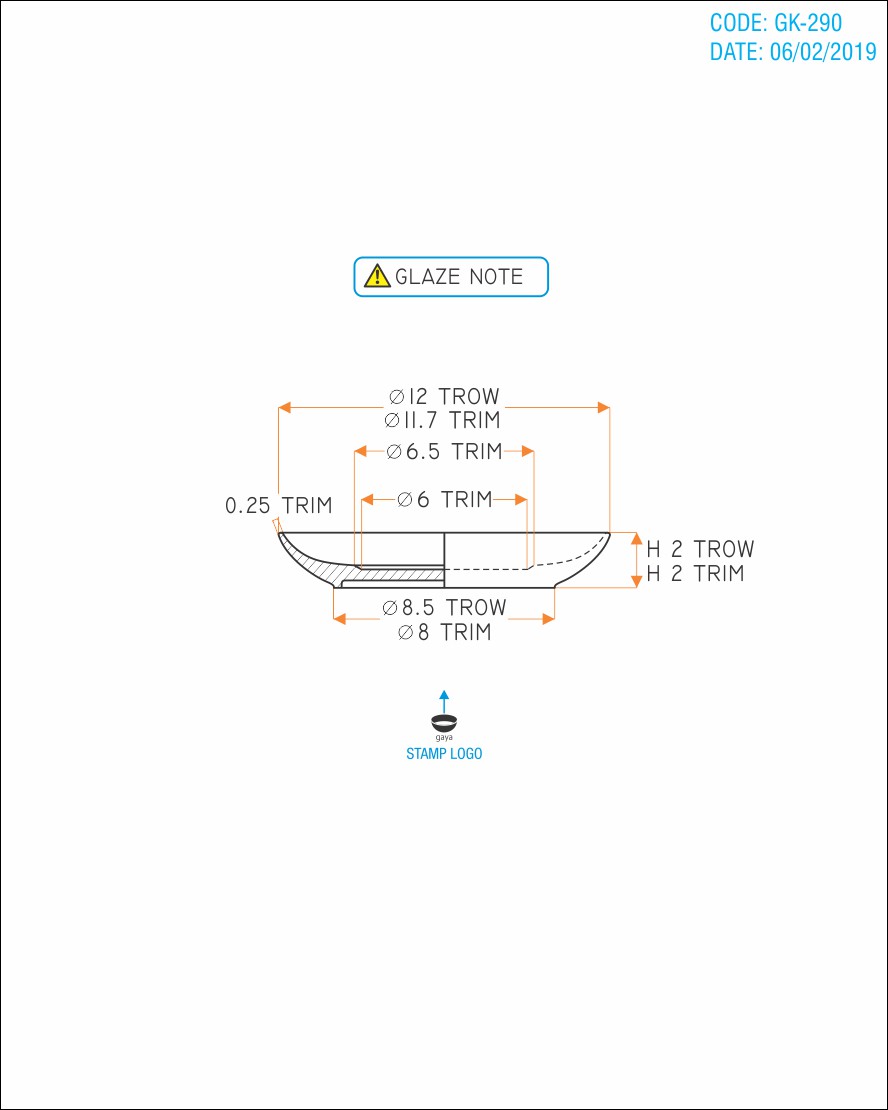 CODE: GK-290
DATE: 06/02/2019
GLAZE NOTE
∅12 TROW
∅11.7 TRIM
∅6.5 TRIM
∅6 TRIM
0.25 TRIM
H 2 TROW
H 2 TRIM
∅8.5 TROW
∅8 TRIM
gaya
STAMP LOGO